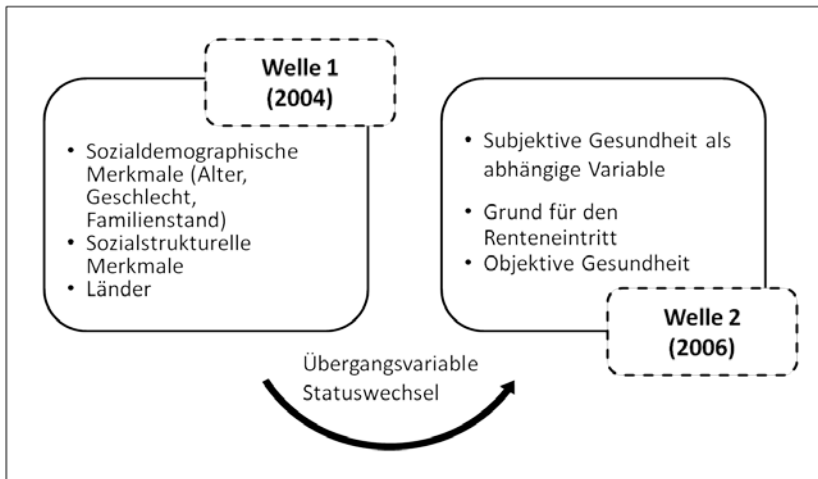 Welle 1
(2004)
• Sozialdemographische
Merkmale (Alter,
Geschlecht,
Familienstand)
• Sozialstrukturelle
Merkmale
• Länder
• Subjektive Gesundheit als
abhängige Variable
• Grund für den
Renteneintritt
• Objektive Gesundheit
Welle 2
(2006)
Übergangsvariable
Statuswechsel